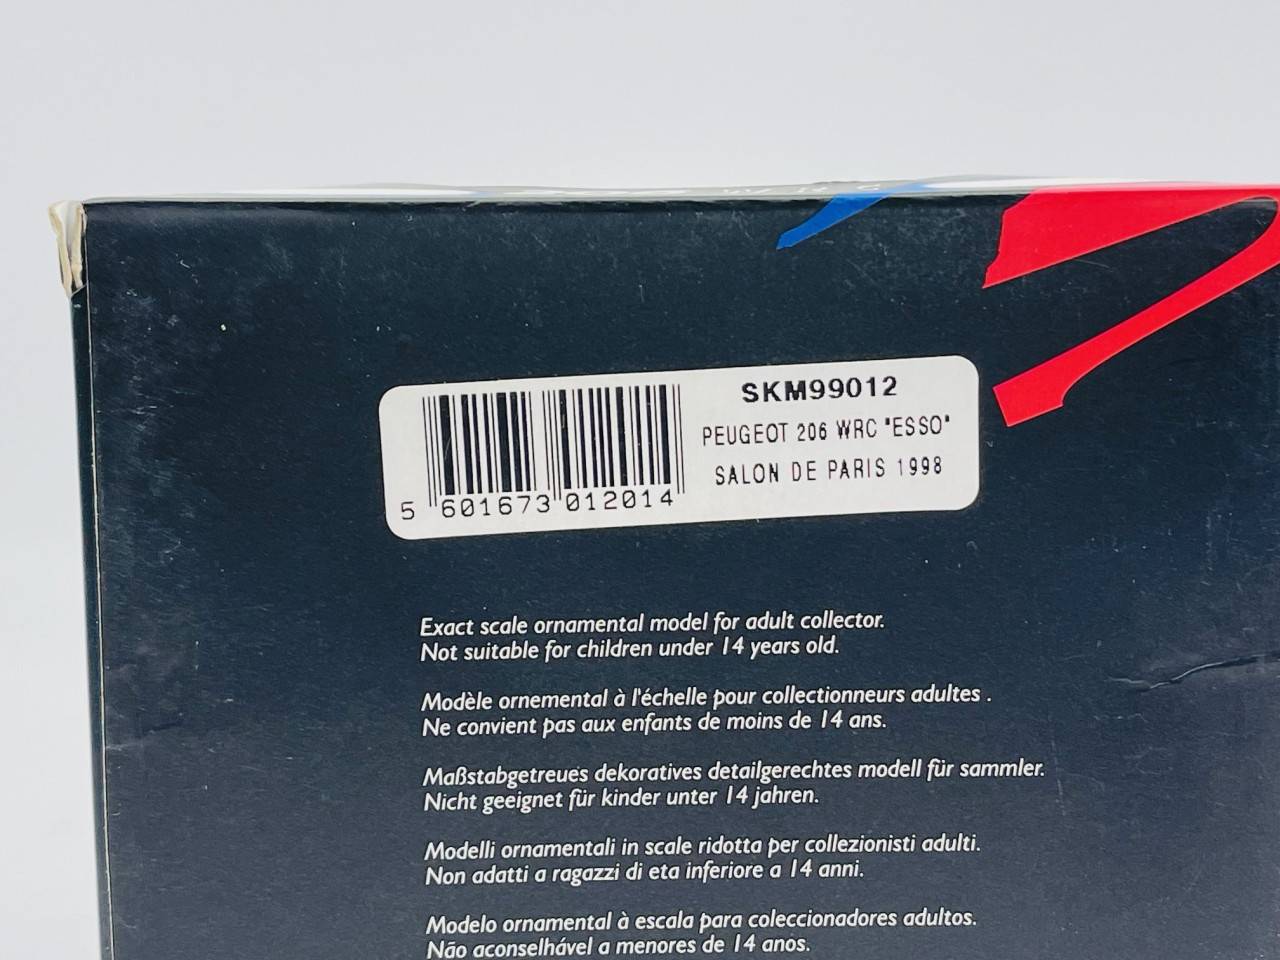 SKM99012
PEUGEOT 206 WRC "ESSO"
SALON DE PARIS 1998
5 601673 012014
Exact scale ornamental model for adult collector.
Not suitable for children under 14 years old.
Modèle ornemental à l'échelle pour collectionneurs adultes .
Ne convient pas aux enfants de moins de 14 ans.
Maßstabgetreues dekoratives detailgerechtes modell für sammler.
Nicht geeignet für kinder unter 14 jahren.
Modelli ornamentali in scale ridotta per collezionisti adulti.
Non adatti a ragazzi di eta inferiore a 14 anni.
Modelo ornamental à escala para coleccionadores adultos.
Não aconselhável a menores de 14 anos.